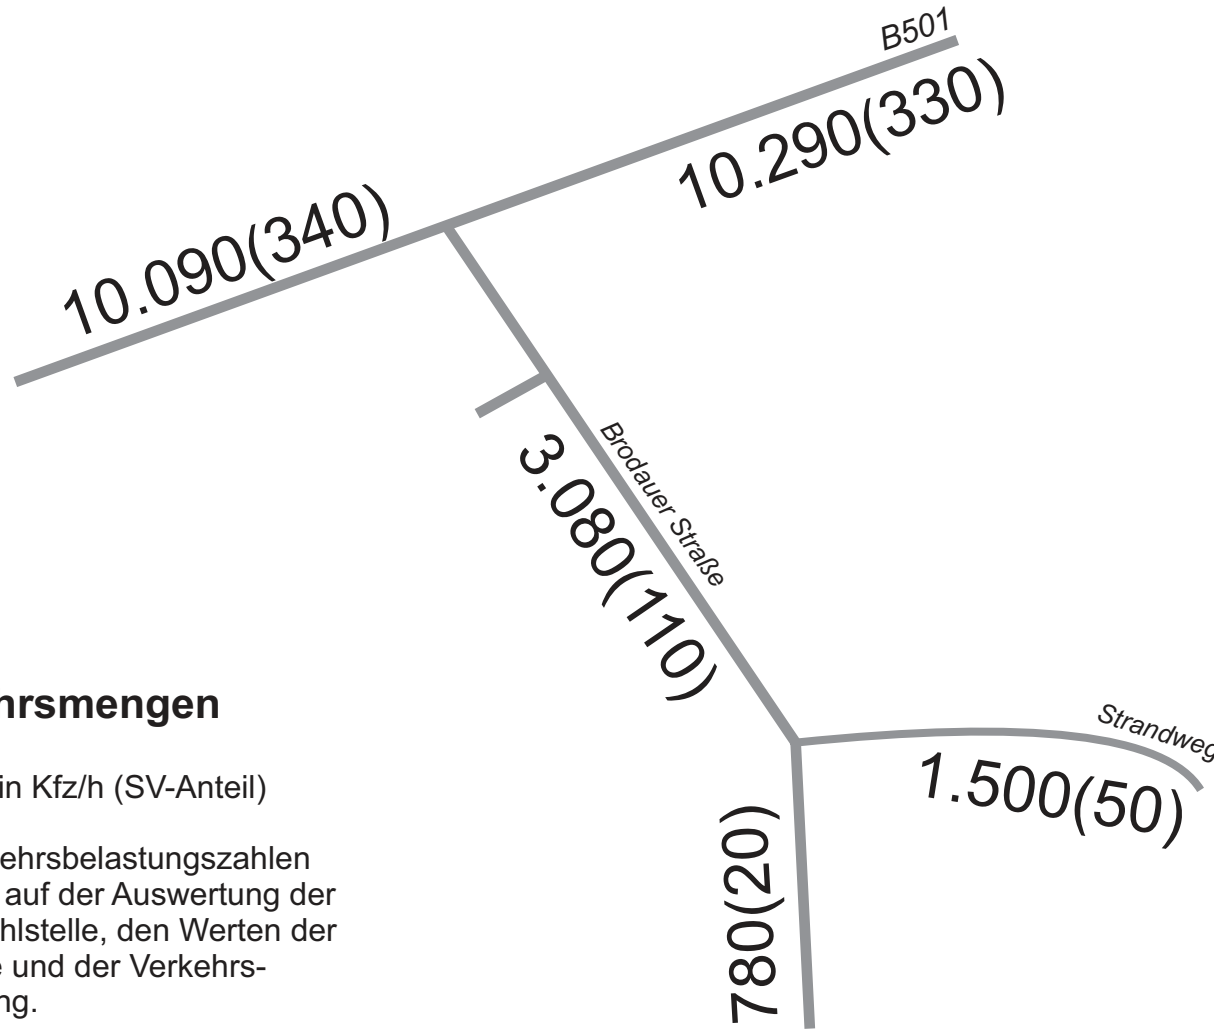 B501
10.290(330)
10.090(340)
Brodauer Straße
3.080(110)
Strandweg
1.500(50)
780(20)
hrsmengen
in Kfz/h (SV-Anteil)
ehrsbelastungszahlen
auf der Auswertung der
hlstelle, den Werten der
und der Verkehrs-
ng.